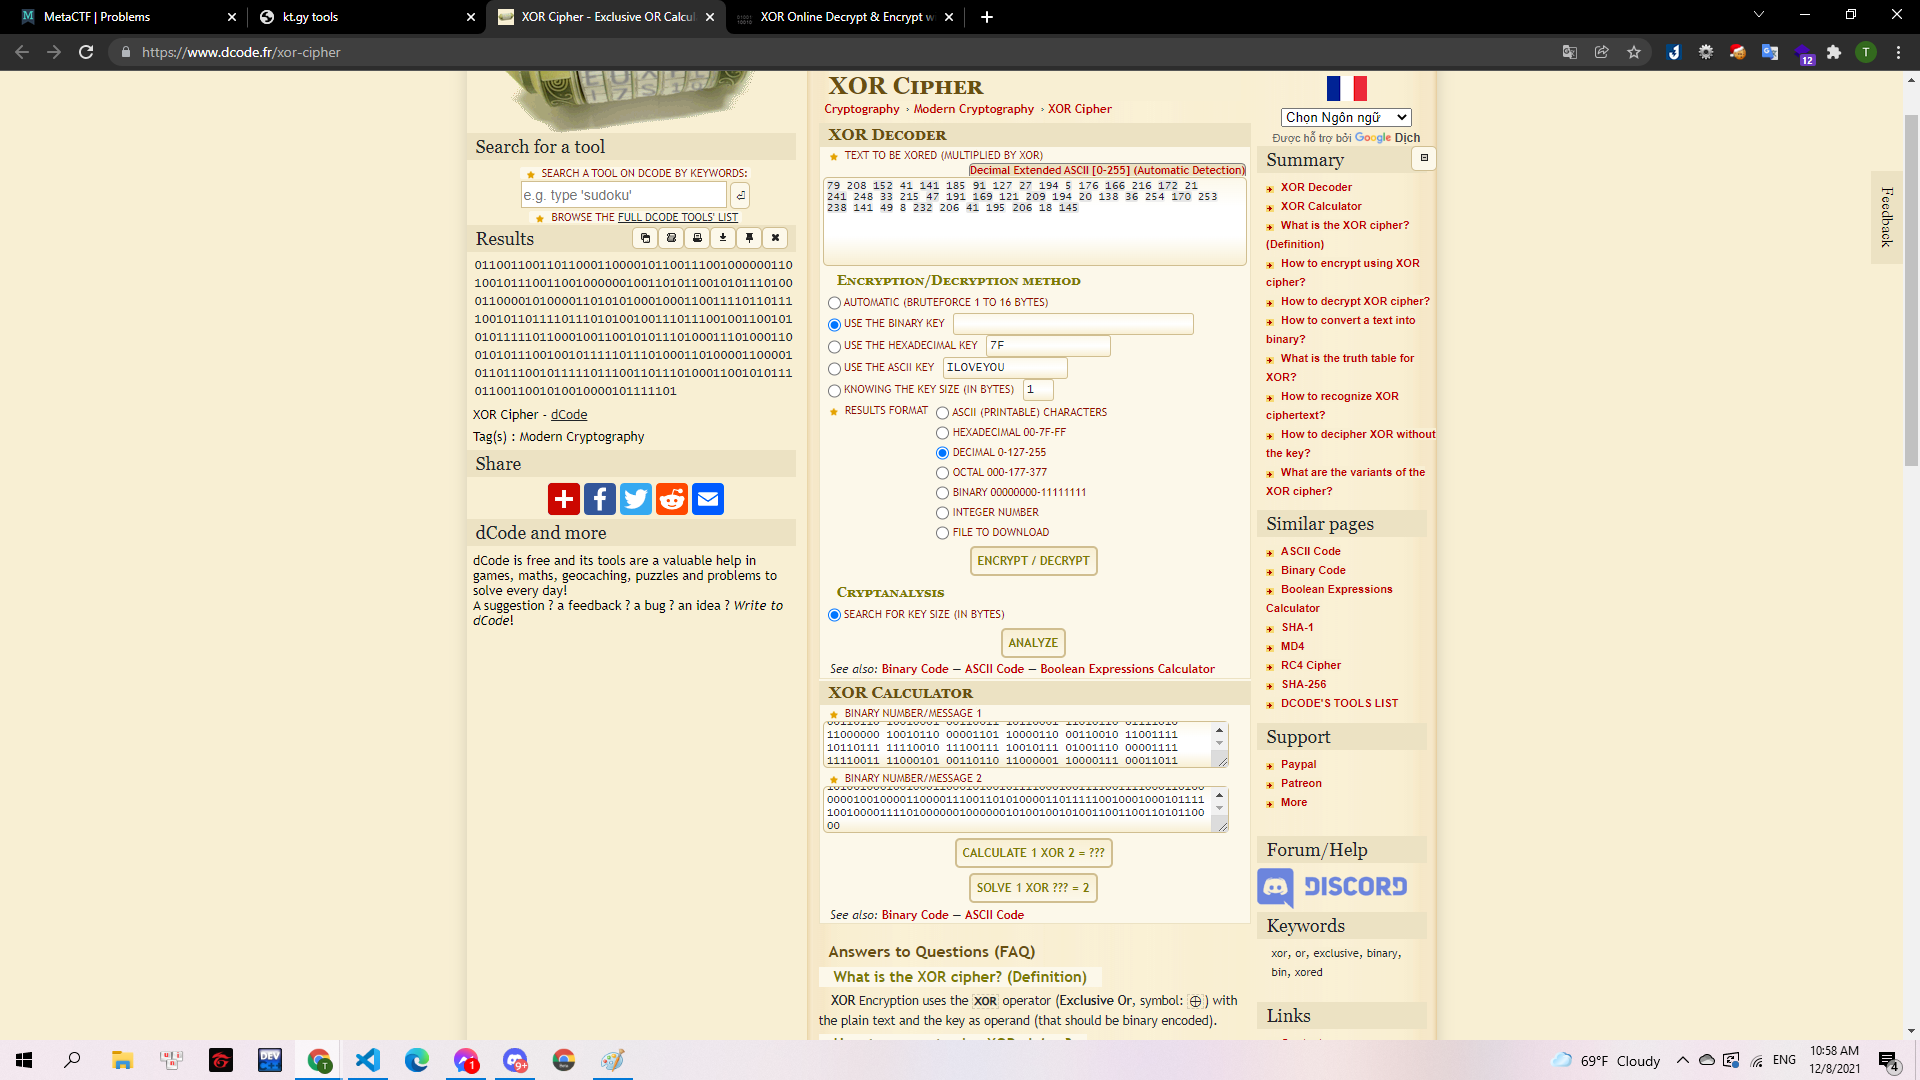 MetaCTF | Problems
kt.gy tools
XOR Cipher - Exclusive OR Calcul
XOR Online Decrypt & Encrypt w
https://www.dcode.fr/xor-cipher
12
T
Search for a tool
SEARCH A TOOL ON DCODE BY KEYWORDS:
e.g. type 'sudoku'
BROWSE THE FULL DCODE TOOLS' LIST
Results
XOR Cipher - dCode
Tag(s) : Modern Cryptography
Share
dCode and more
dCode is free and its tools are a valuable help in
games, maths, geocaching, puzzles and problems to
solve every day!
A suggestion ? a feedback ? a bug ? an idea ? Write to
dCode!
XOR CIPHER
Cryptography › Modern Cryptography › XOR Cipher
XOR DECODER
TEXT TO BE XORED (MULTIPLIED BY XOR)
Decimal Extended ASCII [0-255] (Automatic Detection)
79 208 152 41 141 185 91 127 27 194 5 176 166 216 172 21
241 248 33 215 47 191 169 121 209 194 20 138 36 254 170 253
238 141 49 8 232 206 41 195 206 18 145
ENCRYPTION/DECRYPTION METHOD
AUTOMATIC (BRUTEFORCE 1 TO 16 BYTES)
USE THE BINARY KEY
USE THE HEXADECIMAL KEY 7F
USE THE ASCII KEY ILOVEYOU
KNOWING THE KEY SIZE (IN BYTES) 1
RESULTS FORMAT ASCII (PRINTABLE) CHARACTERS
HEXADECIMAL 00-7F-FF
DECIMAL 0-127-255
OCTAL 000-177-377
BINARY 00000000-11111111
INTEGER NUMBER
FILE TO DOWNLOAD
ENCRYPT / DECRYPT
CRYPTANALYSIS
SEARCH FOR KEY SIZE (IN BYTES)
ANALYZE
See also: Binary Code — ASCII Code — Boolean Expressions Calculator
XOR CALCULATOR
BINARY NUMBER/MESSAGE 1
11000000 10010110 00001101 10000110 00110010 11001111
10110111 11110010 11100111 10010111 01001110 00001111
11110011 11000101 00110110 11000001 10000111 00011011
BINARY NUMBER/MESSAGE 2
00
CALCULATE 1 XOR 2 = ???
SOLVE 1 XOR ??? = 2
See also: Binary Code — ASCII Code
Answers to Questions (FAQ)
What is the XOR cipher? (Definition)
XOR Encryption uses the XOR operator (Exclusive Or, symbol: ⊕) with
the plain text and the key as operand (that should be binary encoded).
Chọn Ngôn ngữ
Được hỗ trợ bởi Google Dịch
Summary
XOR Decoder
XOR Calculator
What is the XOR cipher?
(Definition)
How to encrypt using XOR
cipher?
How to decrypt XOR cipher?
How to convert a text into
binary?
What is the truth table for
XOR?
How to recognize XOR
ciphertext?
How to decipher XOR without
the key?
What are the variants of the
XOR cipher?
Similar pages
ASCII Code
Binary Code
Boolean Expressions
Calculator
SHA-1
MD4
RC4 Cipher
SHA-256
DCODE'S TOOLS LIST
Support
Paypal
Patreon
More
Forum/Help
DISCORD
Keywords
xor, or, exclusive, binary,
bin, xored
Links
Feedback
DEV
1
9+
69°F Cloudy
ENG
10:58 AM
12/8/2021
4